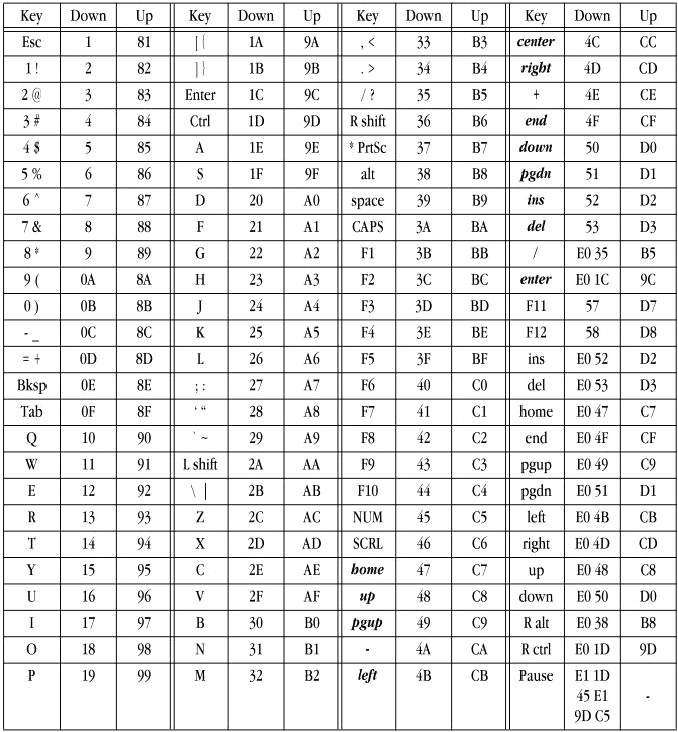 Key Down Up Key Down Up Key Down Up Key Down Up
Esc 1 81 [ { 1A 9A , < 33 B3 center 4C CC
1 ! 2 82 ] } 1B 9B . > 34 B4 right 4D CD
2 @ 3 83 Enter 1C 9C / ? 35 B5 + 4E CE
3 # 4 84 Ctrl 1D 9D R shift 36 B6 end 4F CF
4 $ 5 85 A 1E 9E * PrtSc 37 B7 down 50 D0
5 % 6 86 S 1F 9F alt 38 B8 pgdn 51 D1
6 ^ 7 87 D 20 A0 space 39 B9 ins 52 D2
7 & 8 88 F 21 A1 CAPS 3A BA del 53 D3
8 * 9 89 G 22 A2 F1 3B BB / E0 35 B5
9 ( 0A 8A H 23 A3 F2 3C BC enter E0 1C 9C
0 ) 0B 8B J 24 A4 F3 3D BD F11 57 D7
- _ 0C 8C K 25 A5 F4 3E BE F12 58 D8
= + 0D 8D L 26 A6 F5 3F BF ins E0 52 D2
Bksp 0E 8E ; : 27 A7 F6 40 C0 del E0 53 D3
Tab 0F 8F ‘ “ 28 A8 F7 41 C1 home E0 47 C7
Q 10 90 ` ~ 29 A9 F8 42 C2 end E0 4F CF
W 11 91 L shift 2A AA F9 43 C3 pgup E0 49 C9
E 12 92 \ | 2B AB F10 44 C4 pgdn E0 51 D1
R 13 93 Z 2C AC NUM 45 C5 left E0 4B CB
T 14 94 X 2D AD SCRL 46 C6 right E0 4D CD
Y 15 95 C 2E AE home 47 C7 up E0 48 C8
U 16 96 V 2F AF up 48 C8 down E0 50 D0
I 17 97 B 30 B0 pgup 49 C9 R alt E0 38 B8
O 18 98 N 31 B1 - 4A CA R ctrl E0 1D 9D
P 19 99 M 32 B2 left 4B CB Pause E1 1D
45 E1 -
9D C5